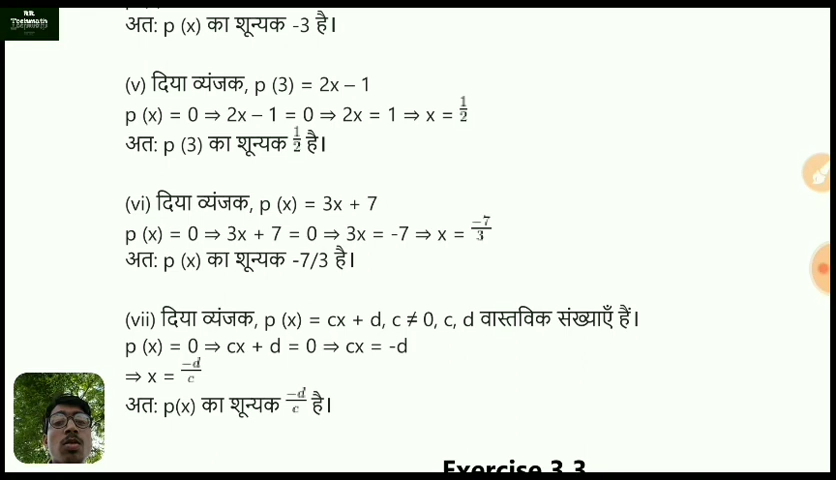 RR
Techmath
अत: p (x) का शून्यक -3 है।
(v) दिया व्यंजक, p (3) = 2x – 1
p (x) = 0 ⇒ 2x – 1 = 0 ⇒ 2x = 1 ⇒ x = 1/2
अत: p (3) का शून्यक 1/2 है।
(vi) दिया व्यंजक, p (x) = 3x + 7
p (x) = 0 ⇒ 3x + 7 = 0 ⇒ 3x = -7 ⇒ x = −7/3
अत: p (x) का शून्यक -7/3 है।
(vii) दिया व्यंजक, p (x) = cx + d, c ≠ 0, c, d वास्तविक संख्याएँ हैं।
p (x) = 0 ⇒ cx + d = 0 ⇒ cx = -d
⇒ x = −d/c
अत: p(x) का शून्यक −d/c है।
Exercise 3.3